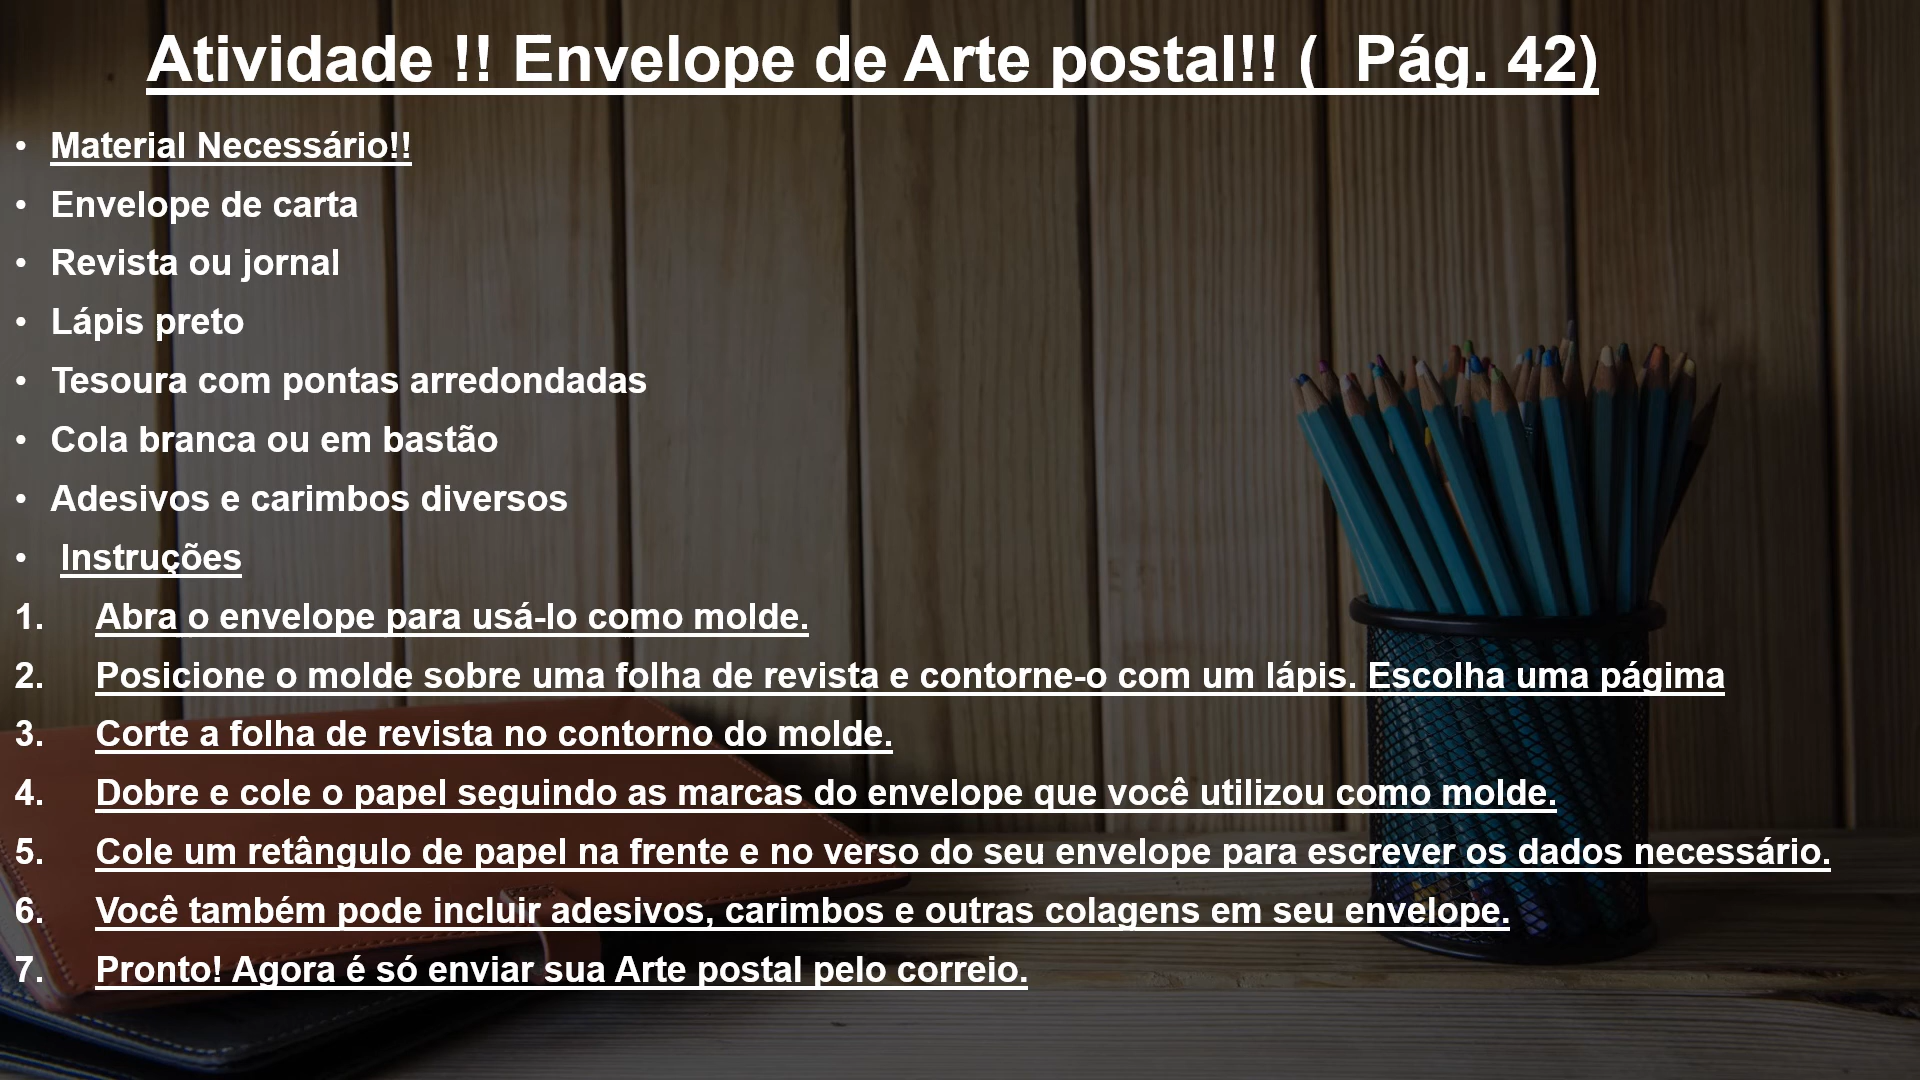 Atividade !! Envelope de Arte postal!! (  Pág. 42)
• Material Necessário!!
• Envelope de carta
• Revista ou jornal
• Lápis preto
• Tesoura com pontas arredondadas
• Cola branca ou em bastão
• Adesivos e carimbos diversos
• Instruções
1. Abra o envelope para usá-lo como molde.
2. Posicione o molde sobre uma folha de revista e contorne-o com um lápis. Escolha uma págima
3. Corte a folha de revista no contorno do molde.
4. Dobre e cole o papel seguindo as marcas do envelope que você utilizou como molde.
5. Cole um retângulo de papel na frente e no verso do seu envelope para escrever os dados necessário.
6. Você também pode incluir adesivos, carimbos e outras colagens em seu envelope.
7. Pronto! Agora é só enviar sua Arte postal pelo correio.